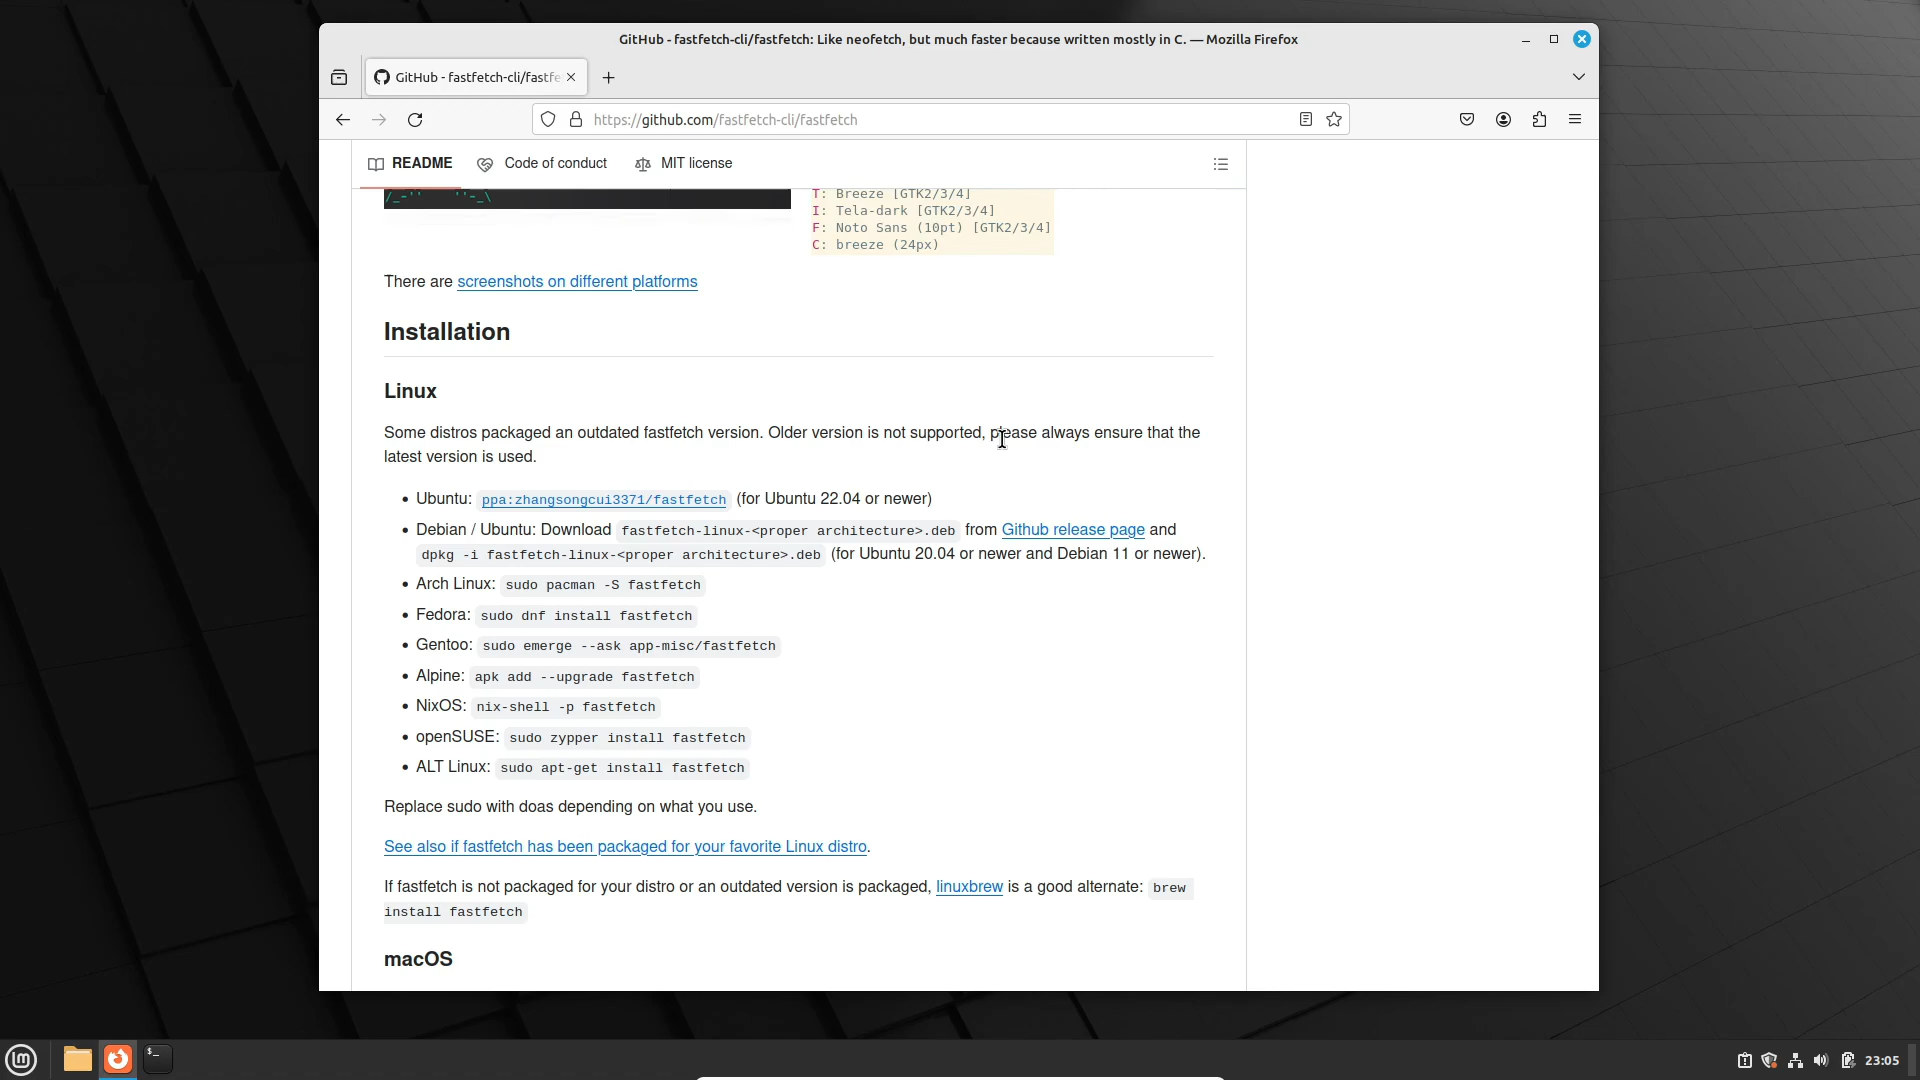 GitHub - fastfetch-cli/fastfetch: Like neofetch, but much faster because written mostly in C. — Mozilla Firefox
GitHub - fastfetch-cli/fastfe
https://github.com/fastfetch-cli/fastfetch
README Code of conduct MIT license
/_-'' ''-_\
T: Breeze [GTK2/3/4]
I: Tela-dark [GTK2/3/4]
F: Noto Sans (10pt) [GTK2/3/4]
C: breeze (24px)
There are screenshots on different platforms
Installation
Linux
Some distros packaged an outdated fastfetch version. Older version is not supported, please always ensure that the
latest version is used.
• Ubuntu: ppa:zhangsongcui3371/fastfetch (for Ubuntu 22.04 or newer)
• Debian / Ubuntu: Download fastfetch-linux-<proper architecture>.deb from Github release page and
dpkg -i fastfetch-linux-<proper architecture>.deb (for Ubuntu 20.04 or newer and Debian 11 or newer).
• Arch Linux: sudo pacman -S fastfetch
• Fedora: sudo dnf install fastfetch
• Gentoo: sudo emerge --ask app-misc/fastfetch
• Alpine: apk add --upgrade fastfetch
• NixOS: nix-shell -p fastfetch
• openSUSE: sudo zypper install fastfetch
• ALT Linux: sudo apt-get install fastfetch
Replace sudo with doas depending on what you use.
See also if fastfetch has been packaged for your favorite Linux distro.
If fastfetch is not packaged for your distro or an outdated version is packaged, linuxbrew is a good alternate: brew
install fastfetch
macOS
23:05